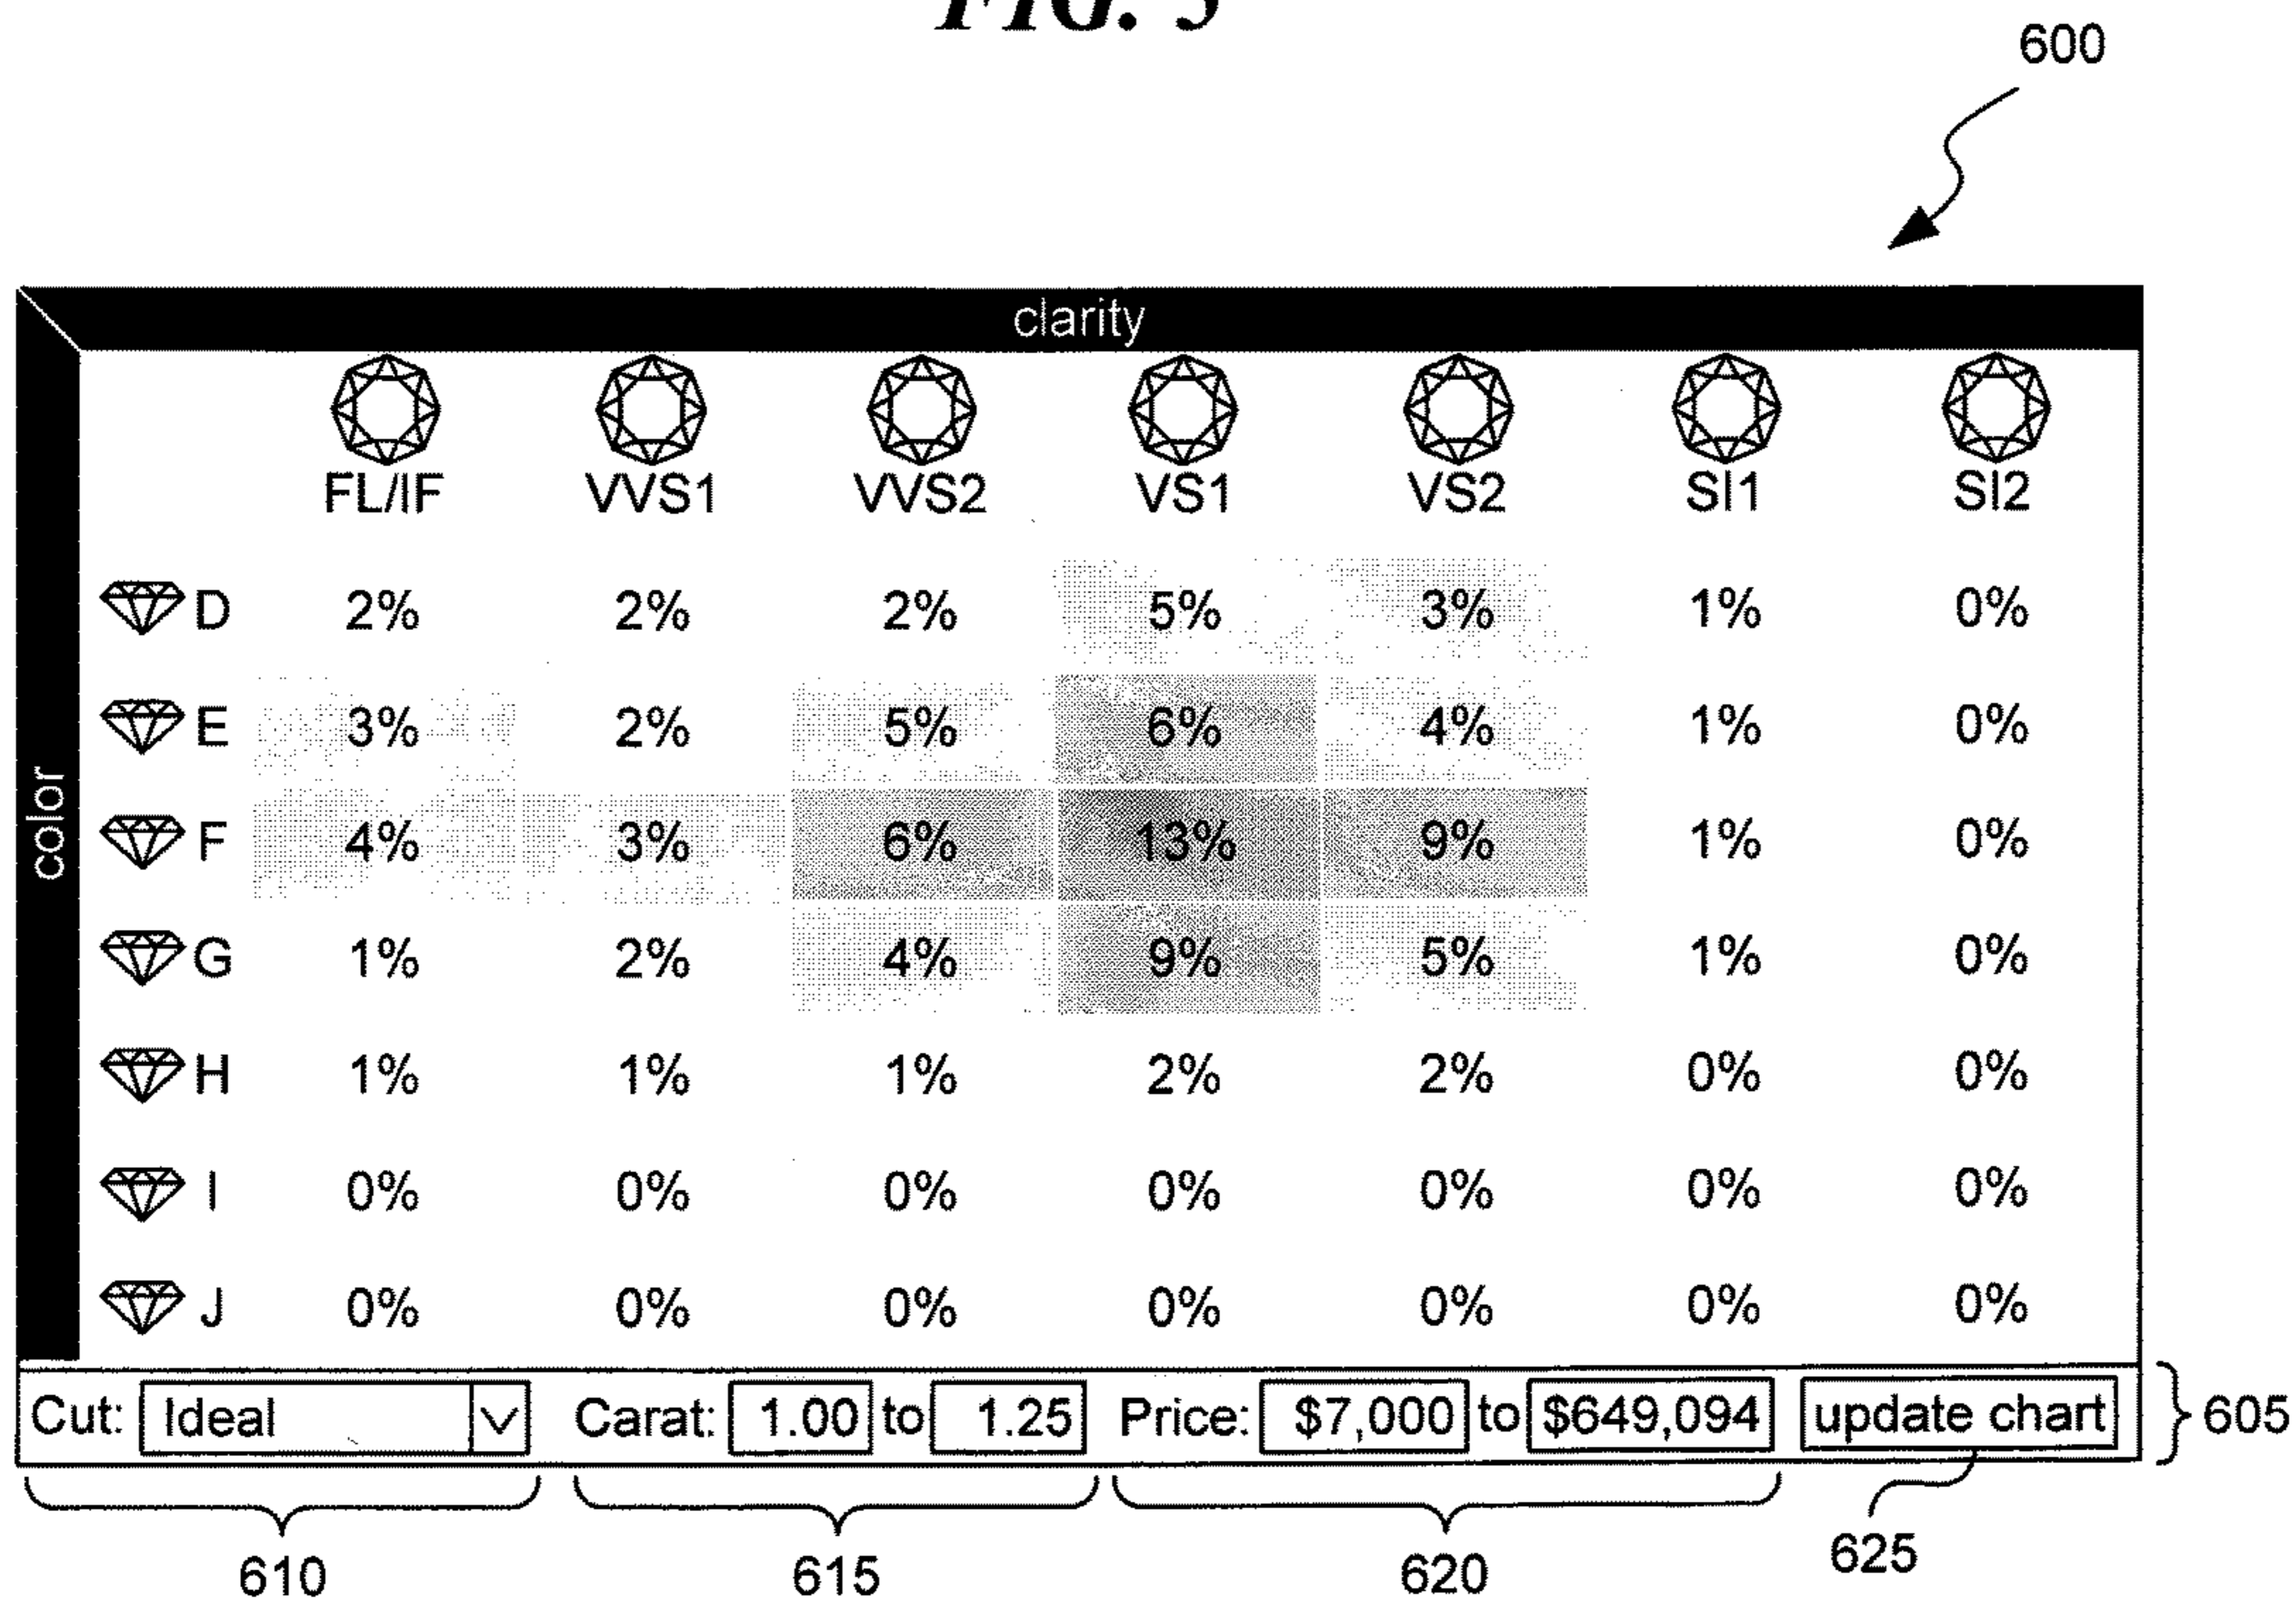 FIG. 5
600
clarity
FL/IF VVS1 VVS2 VS1 VS2 SI1 SI2
color
D 2% 2% 2% 5% 3% 1% 0%
E 3% 2% 5% 6% 4% 1% 0%
F 4% 3% 6% 13% 9% 1% 0%
G 1% 2% 4% 9% 5% 1% 0%
H 1% 1% 1% 2% 2% 0% 0%
I 0% 0% 0% 0% 0% 0% 0%
J 0% 0% 0% 0% 0% 0% 0%
Cut: Ideal Carat: 1.00 to 1.25 Price: $7,000 to $649,094 update chart 605
610 615 620 625